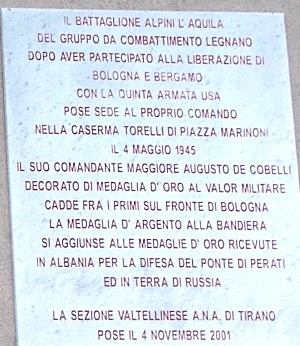 IL BATTAGLIONE ALPINI L' AQUILA
DEL GRUPPO DA COMBATTIMENTO LEGNANO
DOPO AVER PARTECIPATO ALLA LIBERAZIONE DI
BOLOGNA E BERGAMO
CON LA QUINTA ARMATA USA
POSE SEDE AL PROPRIO COMANDO
NELLA CASERMA TORELLI DI PIAZZA MARINONI
IL 4 MAGGIO 1945
IL SUO COMANDANTE MAGGIORE AUGUSTO DE COBELLI
DECORATO DI MEDAGLIA D' ORO AL VALOR MILITARE
CADDE FRA I PRIMI SUL FRONTE DI BOLOGNA
LA MEDAGLIA D' ARGENTO ALLA BANDIERA
SI AGGIUNSE ALLE MEDAGLIE D' ORO RICEVUTE
IN ALBANIA PER LA DIFESA DEL PONTE DI PERATI
ED IN TERRA DI RUSSIA
LA SEZIONE VALTELLINESE A.N.A. DI TIRANO
POSE IL 4 NOVEMBRE 2001